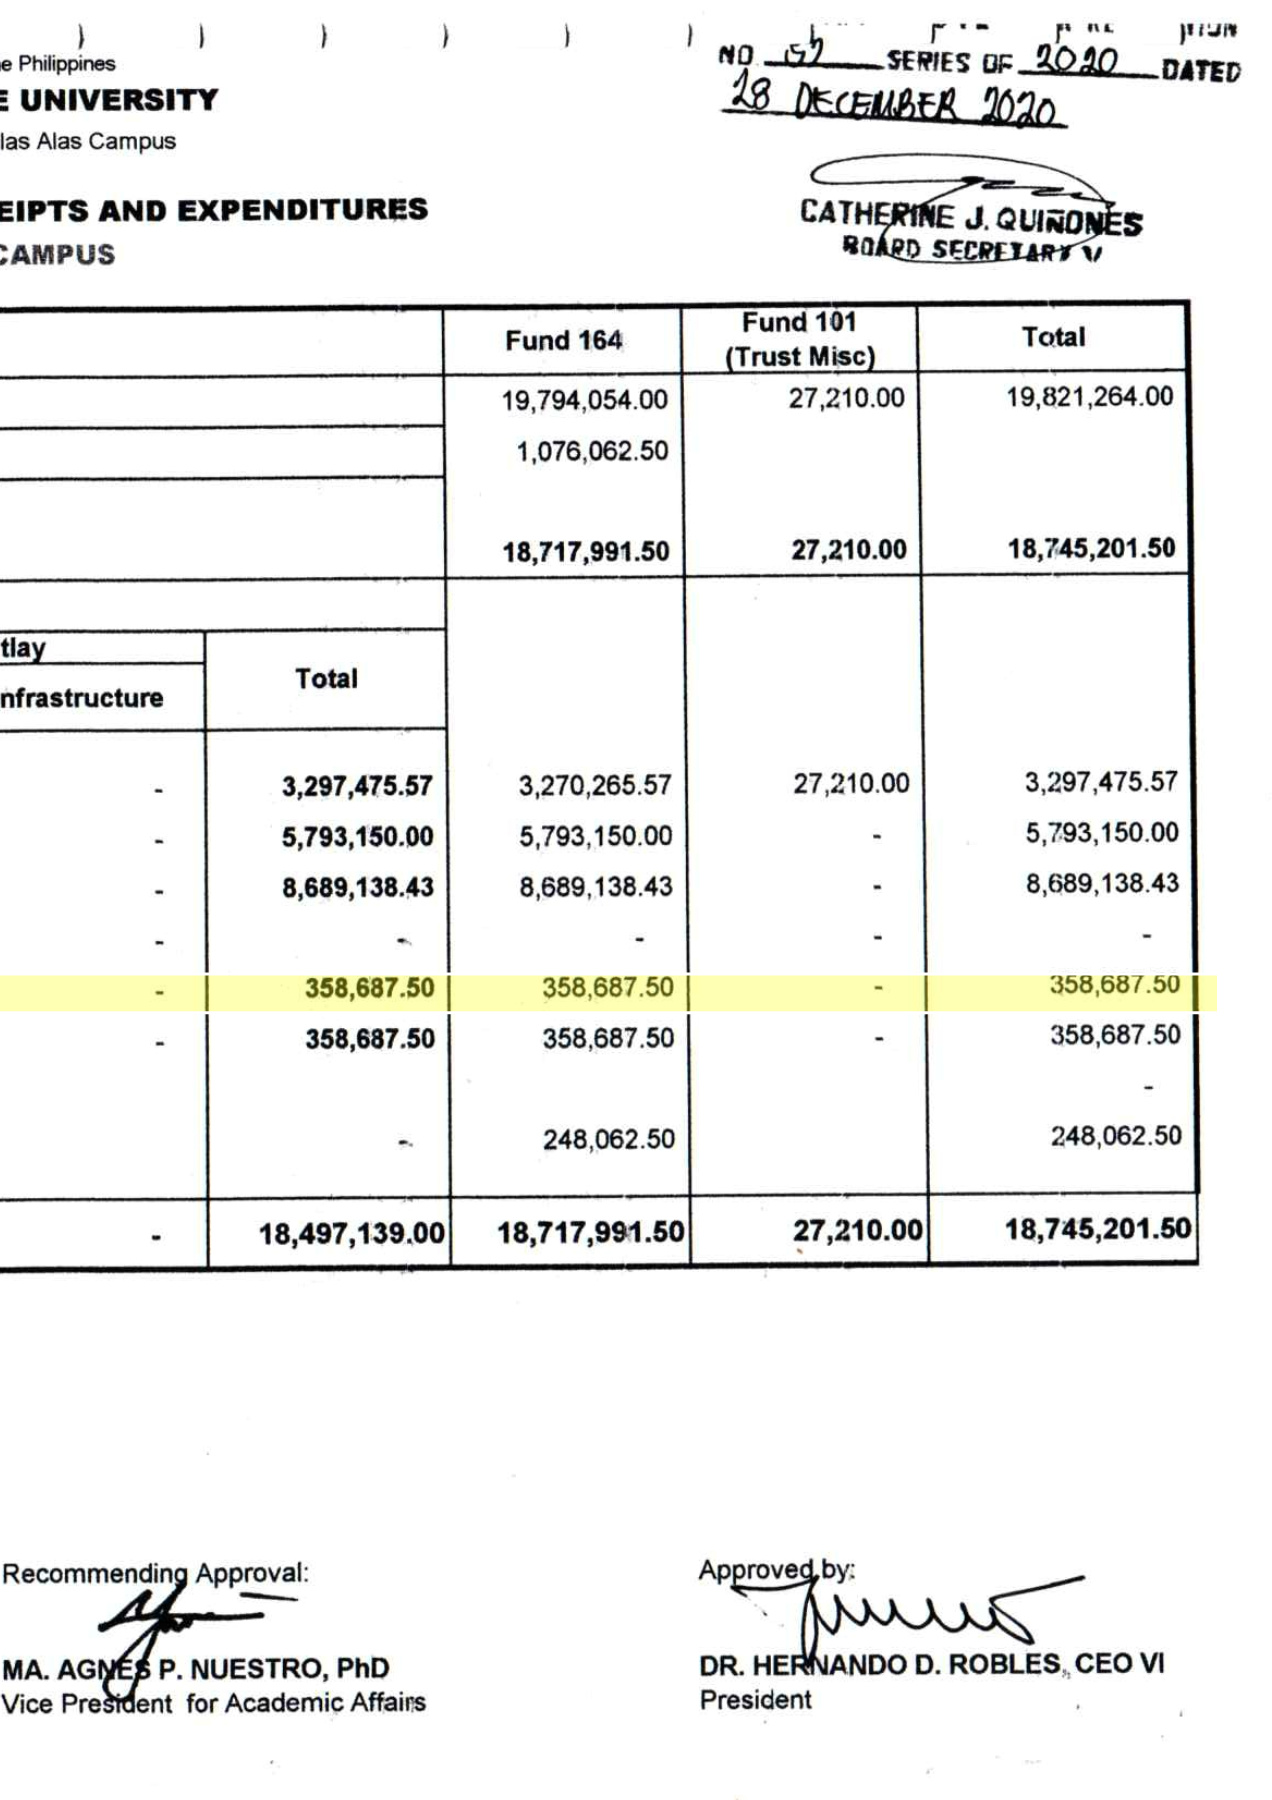 NO. 52 SERIES OF 2020 DATED
28 DECEMBER 2020
e Philippines
E UNIVERSITY
las Alas Campus
CATHERINE J. QUIÑONES
BOARD SECRETARY V
EIPTS AND EXPENDITURES
CAMPUS
Fund 164 Fund 101 (Trust Misc) Total
19,794,054.00 27,210.00 19,821,264.00
1,076,062.50
18,717,991.50 27,210.00 18,745,201.50
tlay
nfrastructure Total
- 3,297,475.57 3,270,265.57 27,210.00 3,297,475.57
- 5,793,150.00 5,793,150.00 - 5,793,150.00
- 8,689,138.43 8,689,138.43 - 8,689,138.43
- - - - -
- 358,687.50 358,687.50 - 358,687.50
- 358,687.50 358,687.50 - 358,687.50
-
- 248,062.50 248,062.50
- 18,497,139.00 18,717,991.50 27,210.00 18,745,201.50
Recommending Approval:
MA. AGNES P. NUESTRO, PhD
Vice President for Academic Affairs
Approved by:
DR. HERNANDO D. ROBLES, CEO VI
President